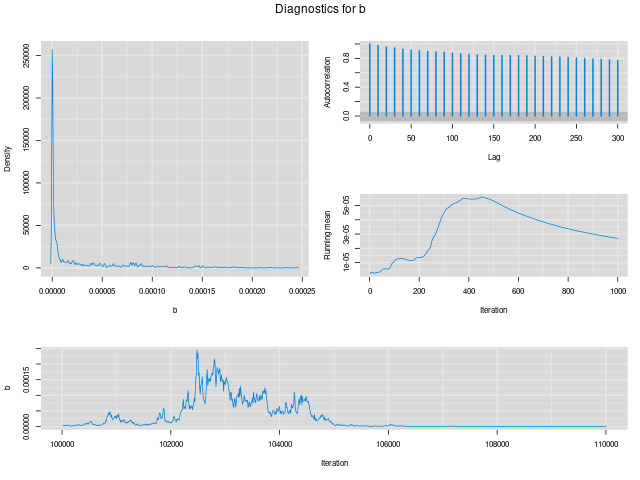 Diagnostics for b
Density
0 50000 100000 150000 200000 250000
0.00000 0.00005 0.00010 0.00015 0.00020 0.00025
b
Autocorrelation
0.0 0.4 0.8
0 50 100 150 200 250 300
Lag
Running mean
1e-05 3e-05 5e-05
0 200 400 600 800 1000
Iteration
b
0.00000 0.00015
100000 102000 104000 106000 108000 110000
Iteration